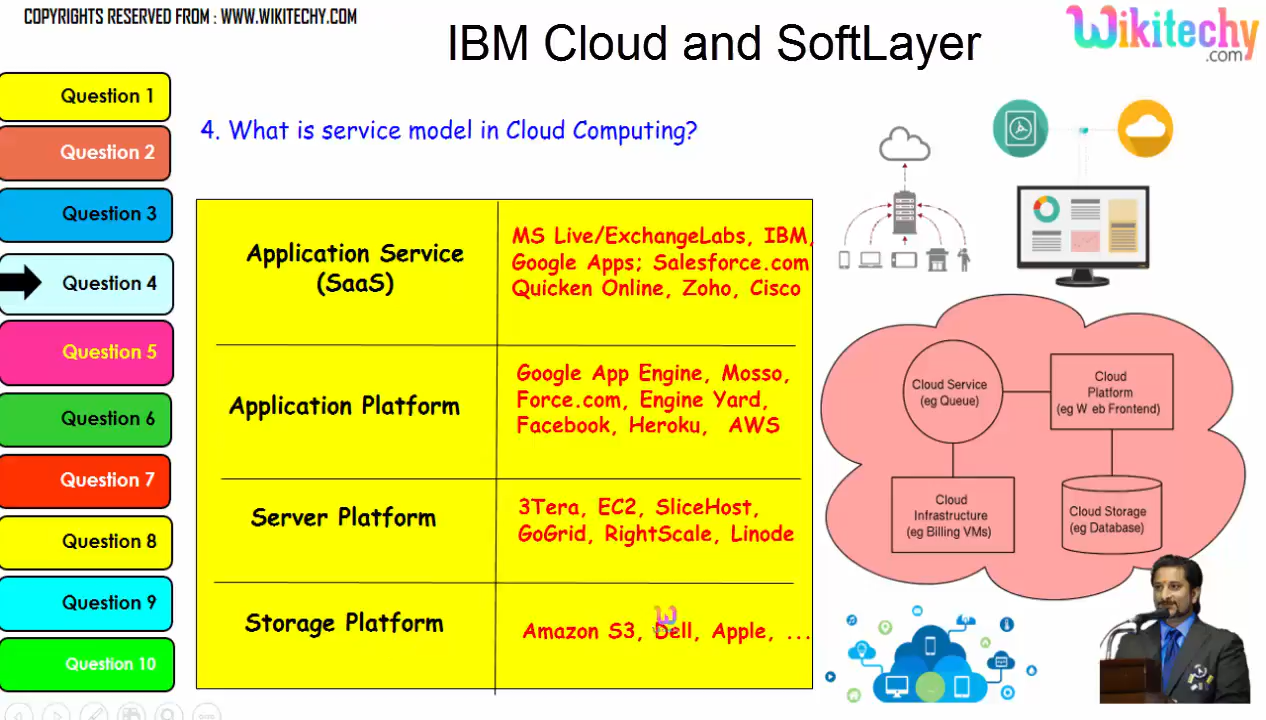 COPYRIGHTS RESERVED FROM : WWW.WIKITECHY.COM
IBM Cloud and SoftLayer
Wikitechy
.com
Question 1
Question 2
Question 3
Question 4
Question 5
Question 6
Question 7
Question 8
Question 9
Question 10
4. What is service model in Cloud Computing?
Application Service
(SaaS)
MS Live/ExchangeLabs, IBM,
Google Apps; Salesforce.com
Quicken Online, Zoho, Cisco
Application Platform
Google App Engine, Mosso,
Force.com, Engine Yard,
Facebook, Heroku, AWS
Server Platform
3Tera, EC2, SliceHost,
GoGrid, RightScale, Linode
Storage Platform
Amazon S3, Dell, Apple, ...
Cloud Service
(eg Queue)
Cloud
Platform
(eg W eb Frontend)
Cloud
Infrastructure
(eg Billing VMs)
Cloud Storage
(eg Database)